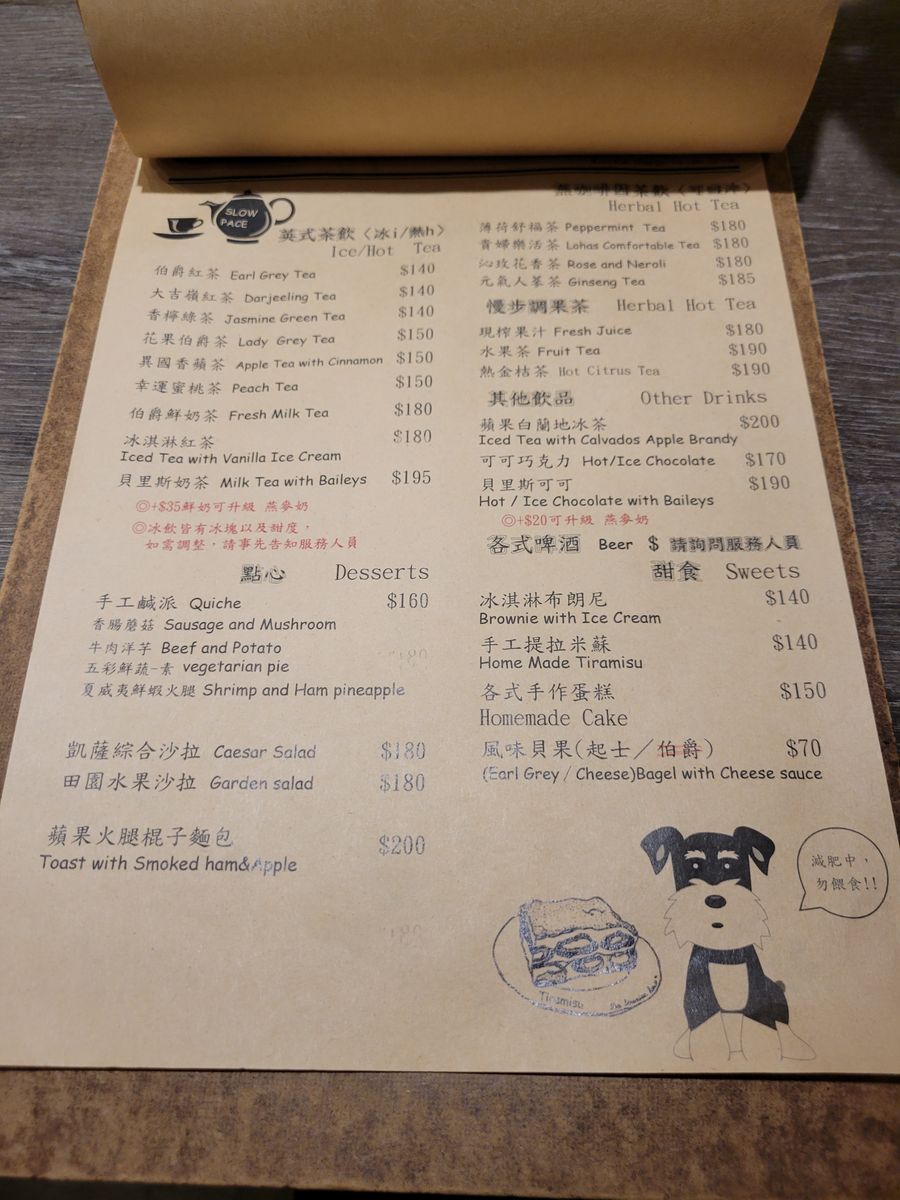 SLOW
PACE
英式茶飲〈冰i/熱h〉
Ice/Hot Tea
伯爵紅茶 Earl Grey Tea $140
大吉嶺紅茶 Darjeeling Tea $140
香檸綠茶 Jasmine Green Tea $140
花果伯爵茶 Lady Grey Tea $150
異國香蘋茶 Apple Tea with Cinnamon $150
幸運蜜桃茶 Peach Tea $150
伯爵鮮奶茶 Fresh Milk Tea $180
冰淇淋紅茶 $180
Iced Tea with Vanilla Ice Cream
貝里斯奶茶 Milk Tea with Baileys $195
◎+$35鮮奶可升級 燕麥奶
◎冰飲皆有冰塊以及甜度，
如需調整，請事先告知服務人員
點心 Desserts
手工鹹派 Quiche $160
香腸蘑菇 Sausage and Mushroom
牛肉洋芋 Beef and Potato
五彩鮮蔬-素 vegetarian pie
夏威夷鮮蝦火腿 Shrimp and Ham pineapple
凱薩綜合沙拉 Caesar Salad $180
田園水果沙拉 Garden salad $180
蘋果火腿棍子麵包 $200
Toast with Smoked ham&Apple
無咖啡因茶飲
Herbal Hot Tea
薄荷舒福茶 Peppermint Tea $180
貴婦樂活茶 Lohas Comfortable Tea $180
沁玫花香茶 Rose and Neroli $180
元氣人蔘茶 Ginseng Tea $185
慢步調果茶 Herbal Hot Tea
現榨果汁 Fresh Juice $180
水果茶 Fruit Tea $190
熱金桔茶 Hot Citrus Tea $190
其他飲品 Other Drinks
蘋果白蘭地冰茶 $200
Iced Tea with Calvados Apple Brandy
可可巧克力 Hot/Ice Chocolate $170
貝里斯可可 $190
Hot / Ice Chocolate with Baileys
◎+$20可升級 燕麥奶
各式啤酒 Beer $ 請詢問服務人員
甜食 Sweets
冰淇淋布朗尼 $140
Brownie with Ice Cream
手工提拉米蘇 $140
Home Made Tiramisu
各式手作蛋糕 $150
Homemade Cake
風味貝果(起士／伯爵) $70
(Earl Grey / Cheese)Bagel with Cheese sauce
減肥中，
勿餵食!!
Tiramisu